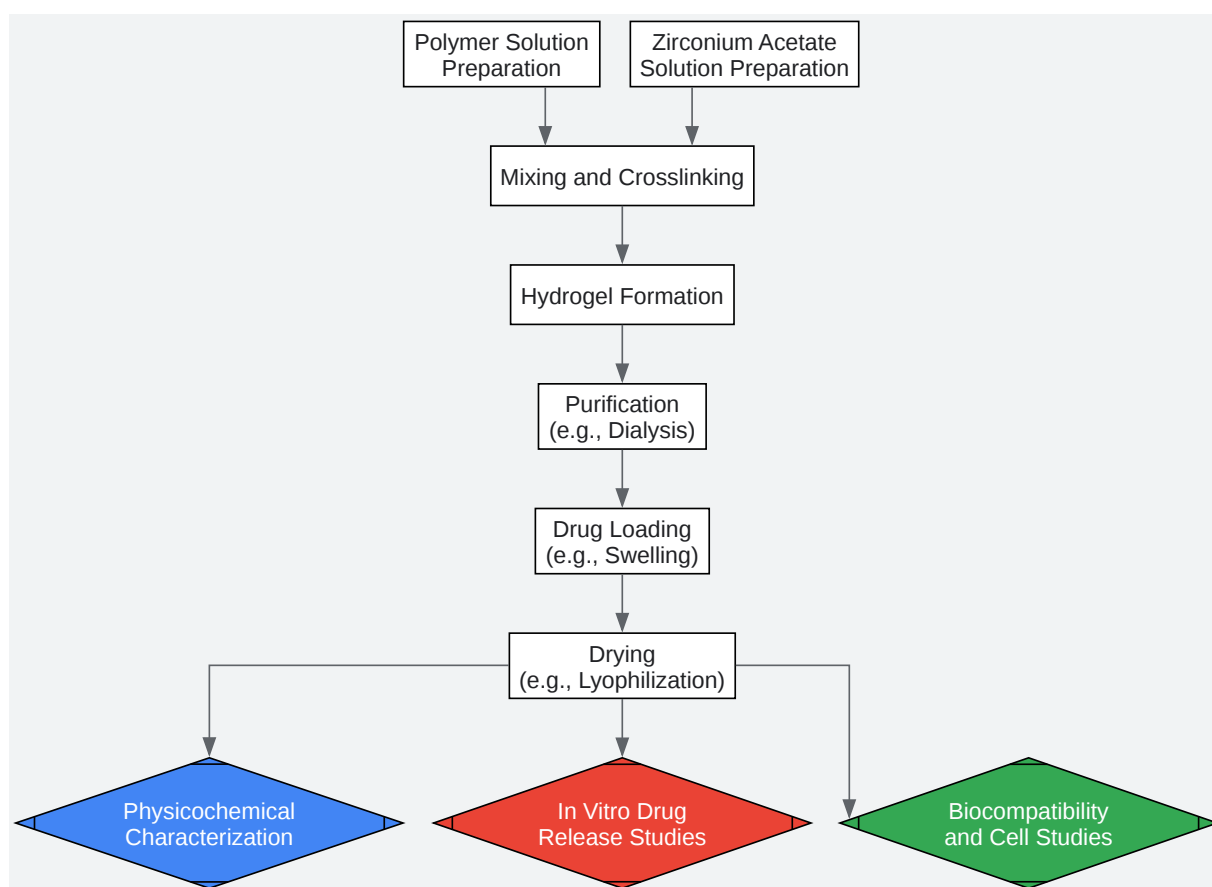 Polymer Solution
Preparation
Zirconium Acetate
Solution Preparation
Mixing and Crosslinking
Hydrogel Formation
Purification
(e.g., Dialysis)
Drug Loading
(e.g., Swelling)
Drying
(e.g., Lyophilization)
Physicochemical
Characterization
In Vitro Drug
Release Studies
Biocompatibility
and Cell Studies